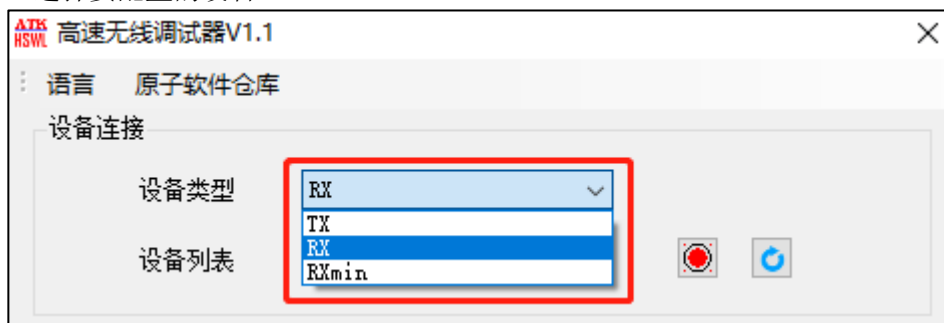 ATK
HSWL 高速无线调试器V1.1
语言 原子软件仓库
设备连接
设备类型 RX
TX
RX
设备列表
RXmin